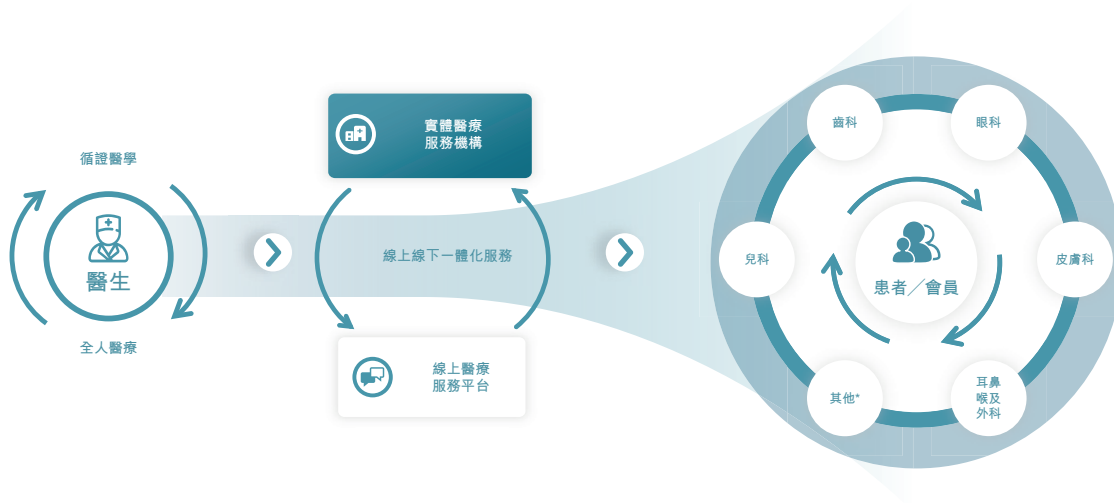 循證醫學
醫生
全人醫療
實體醫療
服務機構
線上線下一體化服務
線上醫療
服務平台
齒科
眼科
兒科
皮膚科
患者／會員
其他*
耳鼻
喉及
外科